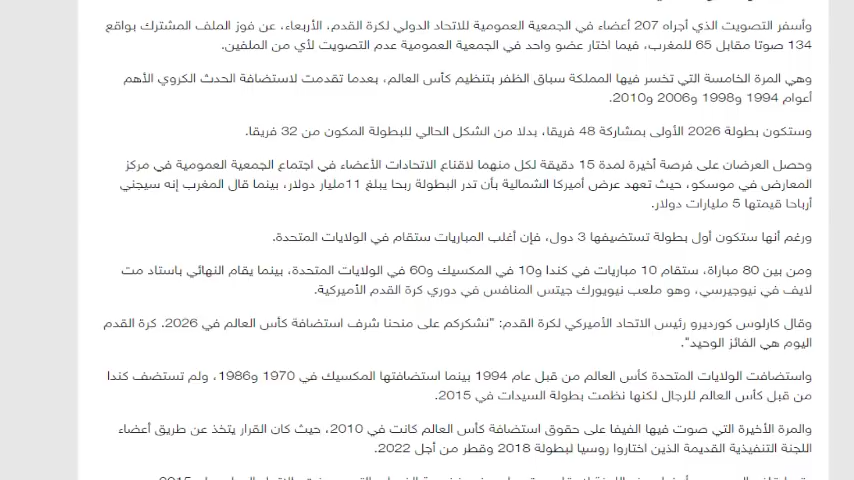 وأسفر التصويت الذي أجراه 207 أعضاء في الجمعية العمومية للاتحاد الدولي لكرة القدم، الأربعاء، عن فوز الملف المشترك بواقع
134 صوتا مقابل 65 للمغرب، فيما اختار عضو واحد في الجمعية العمومية عدم التصويت لأي من الملفين.
وهي المرة الخامسة التي تخسر فيها المملكة سباق الظفر بتنظيم كأس العالم، بعدما تقدمت لاستضافة الحدث الكروي الأهم
أعوام 1994 و1998 و2006 و2010.
وستكون بطولة 2026 الأولى بمشاركة 48 فريقا، بدلا من الشكل الحالي للبطولة المكون من 32 فريقا.
وحصل العرضان على فرصة أخيرة لمدة 15 دقيقة لكل منهما لاقناع الاتحادات الأعضاء في اجتماع الجمعية العمومية في مركز
المعارض في موسكو، حيث تعهد عرض أميركا الشمالية بأن تدر البطولة ربحا يبلغ 11مليار دولار، بينما قال المغرب إنه سيجني
أرباحا قيمتها 5 مليارات دولار.
ورغم أنها ستكون أول بطولة تستضيفها 3 دول، فإن أغلب المباريات ستقام في الولايات المتحدة.
ومن بين 80 مباراة، ستقام 10 مباريات في كندا و10 في المكسيك و60 في الولايات المتحدة، بينما يقام النهائي باستاد مت
لايف في نيوجيرسي، وهو ملعب نيويورك جيتس المنافس في دوري كرة القدم الأميركية.
وقال كارلوس كورديرو رئيس الاتحاد الأميركي لكرة القدم: "نشكركم على منحنا شرف استضافة كأس العالم في 2026. كرة القدم
اليوم هي الفائز الوحيد".
واستضافت الولايات المتحدة كأس العالم من قبل عام 1994 بينما استضافتها المكسيك في 1970 و1986، ولم تستضف كندا
من قبل كأس العالم للرجال لكنها نظمت بطولة السيدات في 2015.
والمرة الأخيرة التي صوت فيها الفيفا على حقوق استضافة كأس العالم كانت في 2010، حيث كان القرار يتخذ عن طريق أعضاء
اللجنة التنفيذية القديمة الذين اختاروا روسيا لبطولة 2018 وقطر من أجل 2022.